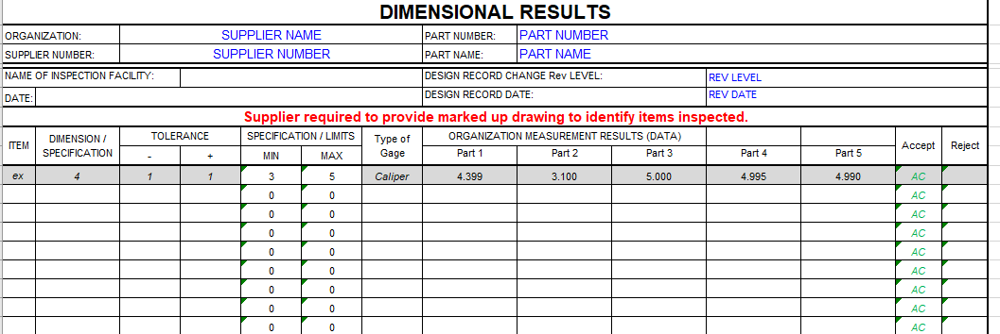 DIMENSIONAL RESULTS
ORGANIZATION: SUPPLIER NAME PART NUMBER: PART NUMBER
SUPPLIER NUMBER: SUPPLIER NUMBER PART NAME: PART NAME
NAME OF INSPECTION FACILITY: DESIGN RECORD CHANGE Rev LEVEL: REV LEVEL
DATE: DESIGN RECORD DATE: REV DATE
Supplier required to provide marked up drawing to identify items inspected.
ITEM DIMENSION / SPECIFICATION TOLERANCE SPECIFICATION / LIMITS Type of Gage ORGANIZATION MEASUREMENT RESULTS (DATA) Accept Reject
- + MIN MAX Part 1 Part 2 Part 3 Part 4 Part 5
ex 4 1 1 3 5 Caliper 4.399 3.100 5.000 4.995 4.990 AC
0 0 AC
0 0 AC
0 0 AC
0 0 AC
0 0 AC
0 0 AC
0 0 AC
0 0 AC